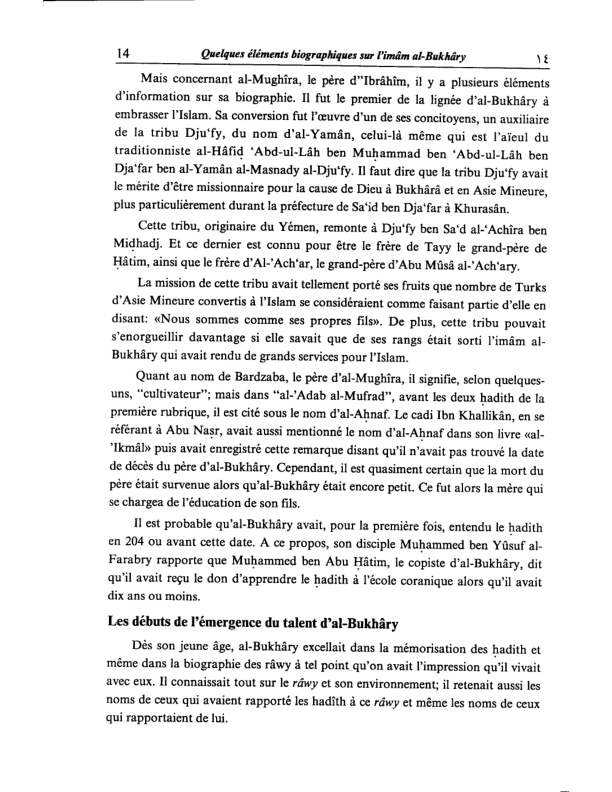 14 Quelques éléments biographiques sur l'imâm al-Bukhâry ١٤
Mais concernant al-Mughîra, le père d"Ibrâhîm, il y a plusieurs éléments
d'information sur sa biographie. Il fut le premier de la lignée d'al-Bukhâry à
embrasser l'Islam. Sa conversion fut l'œuvre d'un de ses concitoyens, un auxiliaire
de la tribu Dju‘fy, du nom d'al-Yamân, celui-là même qui est l'aïeul du
traditionniste al-Hâfiḍ ‘Abd-ul-Lâh ben Muḥammad ben ‘Abd-ul-Lâh ben
Dja‘far ben al-Yamân al-Masnady al-Dju‘fy. Il faut dire que la tribu Dju‘fy avait
le mérite d'être missionnaire pour la cause de Dieu à Bukhârâ et en Asie Mineure,
plus particulièrement durant la préfecture de Sa‘id ben Dja‘far à Khurasân.
Cette tribu, originaire du Yémen, remonte à Dju‘fy ben Sa‘d al-‘Achîra ben
Miḍhadj. Et ce dernier est connu pour être le frère de Tayy le grand-père de
Ḥâtim, ainsi que le frère d'Al-’Ach‘ar, le grand-père d'Abu Mûsâ al-’Ach‘ary.
La mission de cette tribu avait tellement porté ses fruits que nombre de Turks
d'Asie Mineure convertis à l'Islam se considéraient comme faisant partie d'elle en
disant: «Nous sommes comme ses propres fils». De plus, cette tribu pouvait
s'enorgueillir davantage si elle savait que de ses rangs était sorti l'imâm al-
Bukhâry qui avait rendu de grands services pour l'Islam.
Quant au nom de Bardzaba, le père d'al-Mughîra, il signifie, selon quelques-
uns, "cultivateur"; mais dans "al-’Adab al-Mufrad", avant les deux ḥadith de la
première rubrique, il est cité sous le nom d'al-Aḥnaf. Le cadi Ibn Khallikân, en se
référant à Abu Naṣr, avait aussi mentionné le nom d'al-Aḥnaf dans son livre «al-
’Ikmâl» puis avait enregistré cette remarque disant qu'il n'avait pas trouvé la date
de décès du père d'al-Bukhâry. Cependant, il est quasiment certain que la mort du
père était survenue alors qu'al-Bukhâry était encore petit. Ce fut alors la mère qui
se chargea de l'éducation de son fils.
Il est probable qu'al-Bukhâry avait, pour la première fois, entendu le ḥadith
en 204 ou avant cette date. A ce propos, son disciple Muḥammed ben Yûsuf al-
Farabry rapporte que Muḥammed ben Abu Ḥâtim, le copiste d'al-Bukhâry, dit
qu'il avait reçu le don d'apprendre le ḥadith à l'école coranique alors qu'il avait
dix ans ou moins.
Les débuts de l'émergence du talent d'al-Bukhâry
Dès son jeune âge, al-Bukhâry excellait dans la mémorisation des ḥadith et
même dans la biographie des râwy à tel point qu'on avait l'impression qu'il vivait
avec eux. Il connaissait tout sur le râwy et son environnement; il retenait aussi les
noms de ceux qui avaient rapporté les hadîth à ce râwy et même les noms de ceux
qui rapportaient de lui.